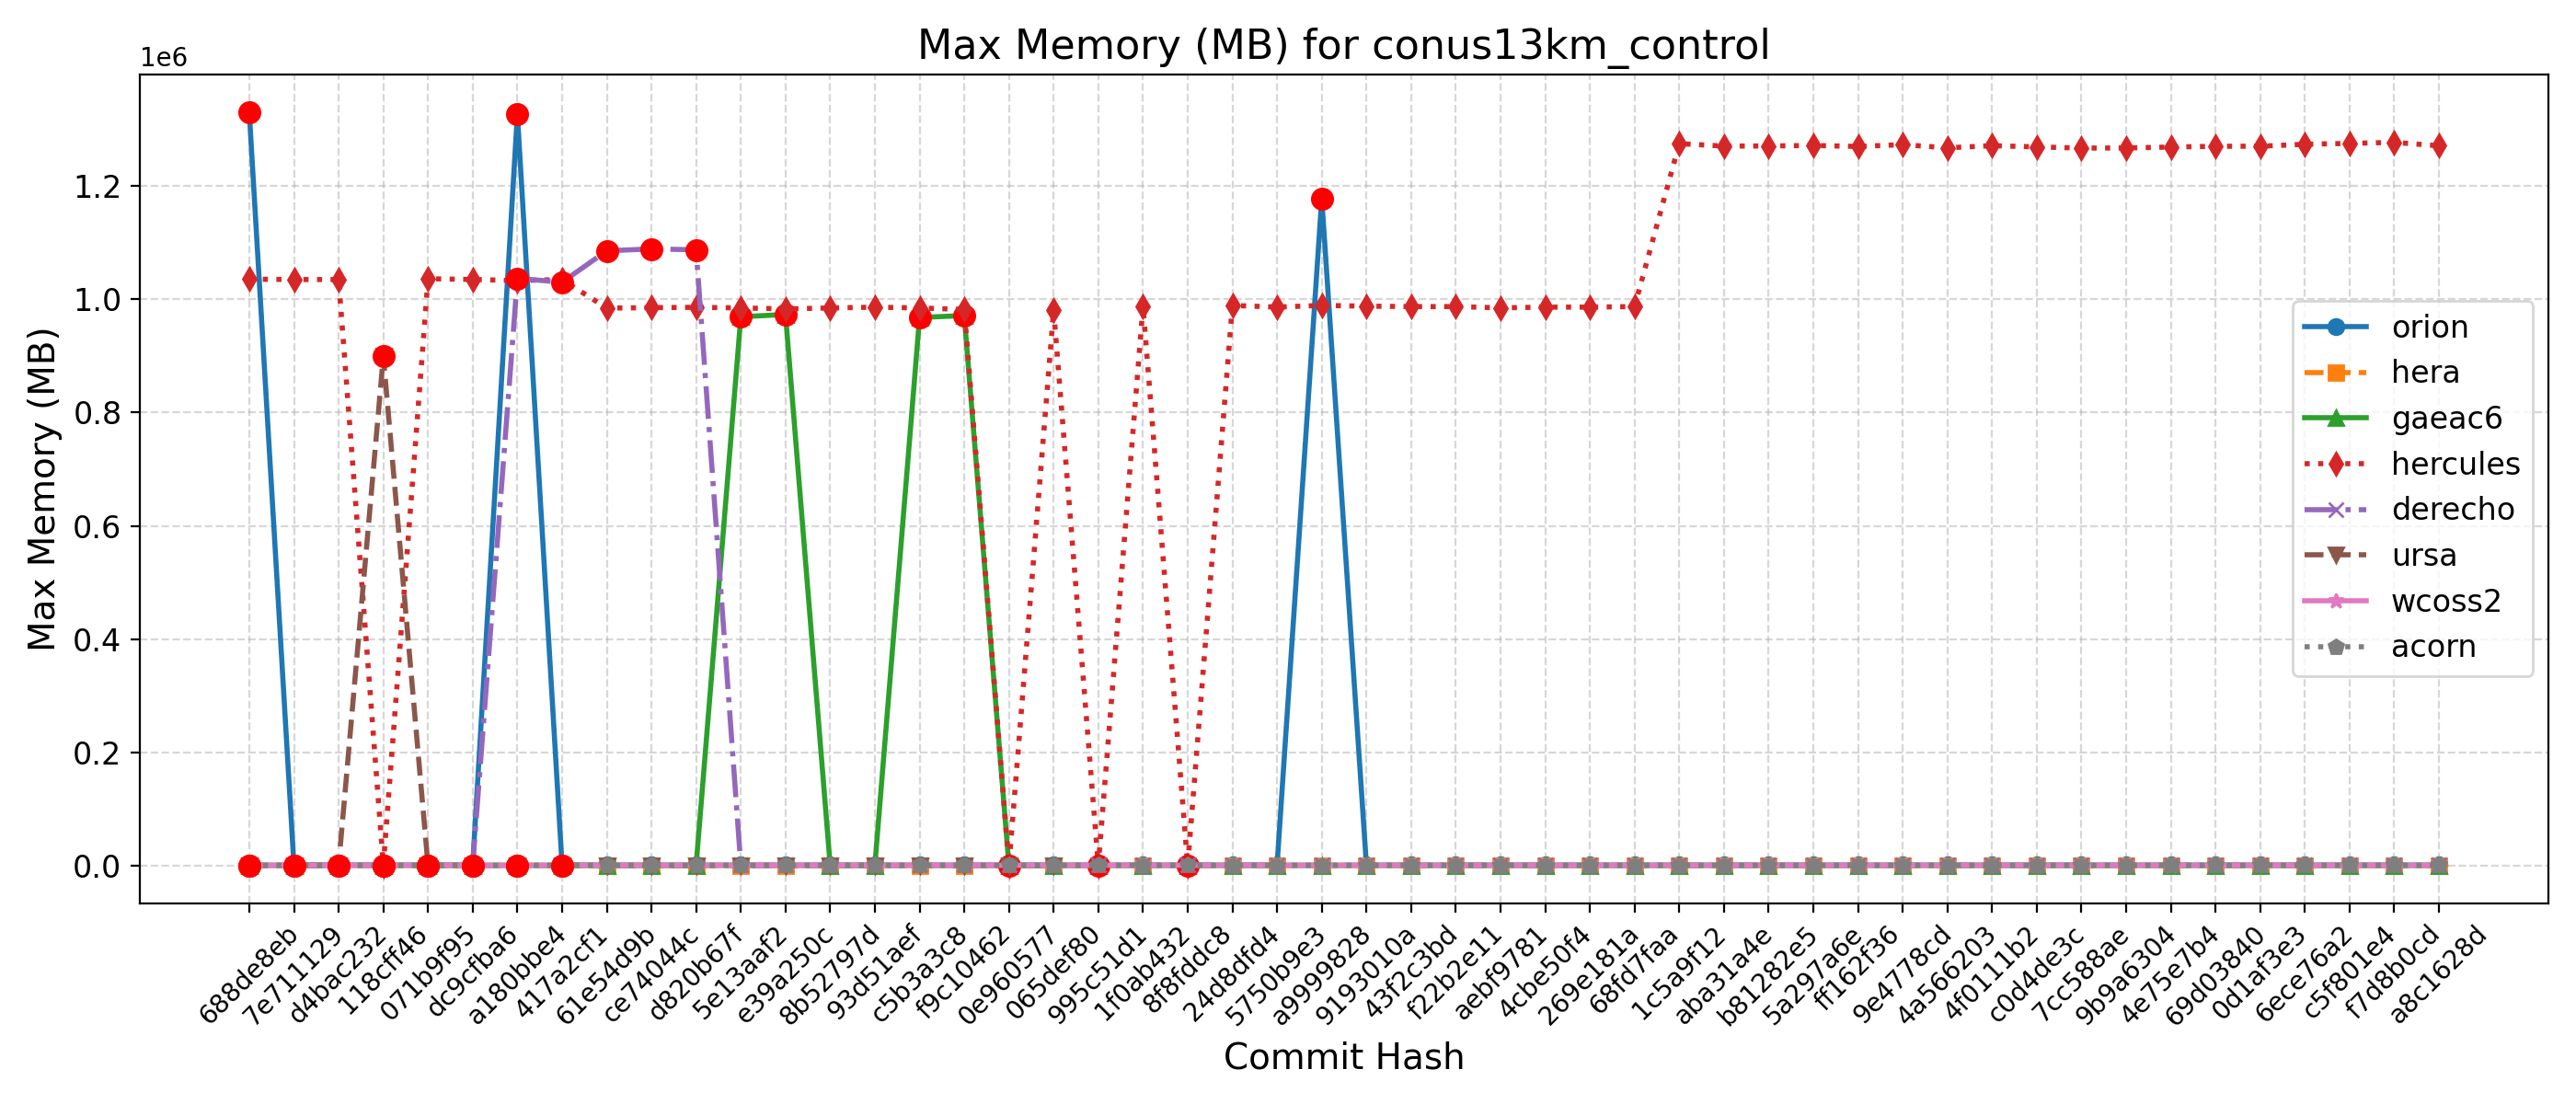 Max Memory (MB) for conus13km_control
1e6
1.2
1.0
0.8
0.6
0.4
0.2
0.0
Max Memory (MB)
orion
hera
gaeac6
hercules
derecho
ursa
wcoss2
acorn
688de8eb
7e711129
d4bac232
118cff46
071b9f95
dc9cfba6
a180bbe4
417a2cf1
61e54d9b
ce74044c
d820b67f
5e13aaf2
e39a250c
8b52797d
93d51aef
c5b3a3c8
f9c10462
0e960577
065def80
995c51d1
1f0ab432
8f8fddc8
24d8dfd4
5750b9e3
a9999828
9193010a
43f2c3bd
f22b2e11
aebf9781
4cbe50f4
269e181a
68fd7faa
1c5a9f12
aba31a4e
b81282e5
5a297a6e
ff162f36
9e4778cd
4a566203
4f0111b2
c0d4de3c
7cc588ae
9b9a6304
4e75e7b4
69d03840
0d1af3e3
6ece76a2
c5f801e4
f7d8b0cd
a8c1628d
Commit Hash